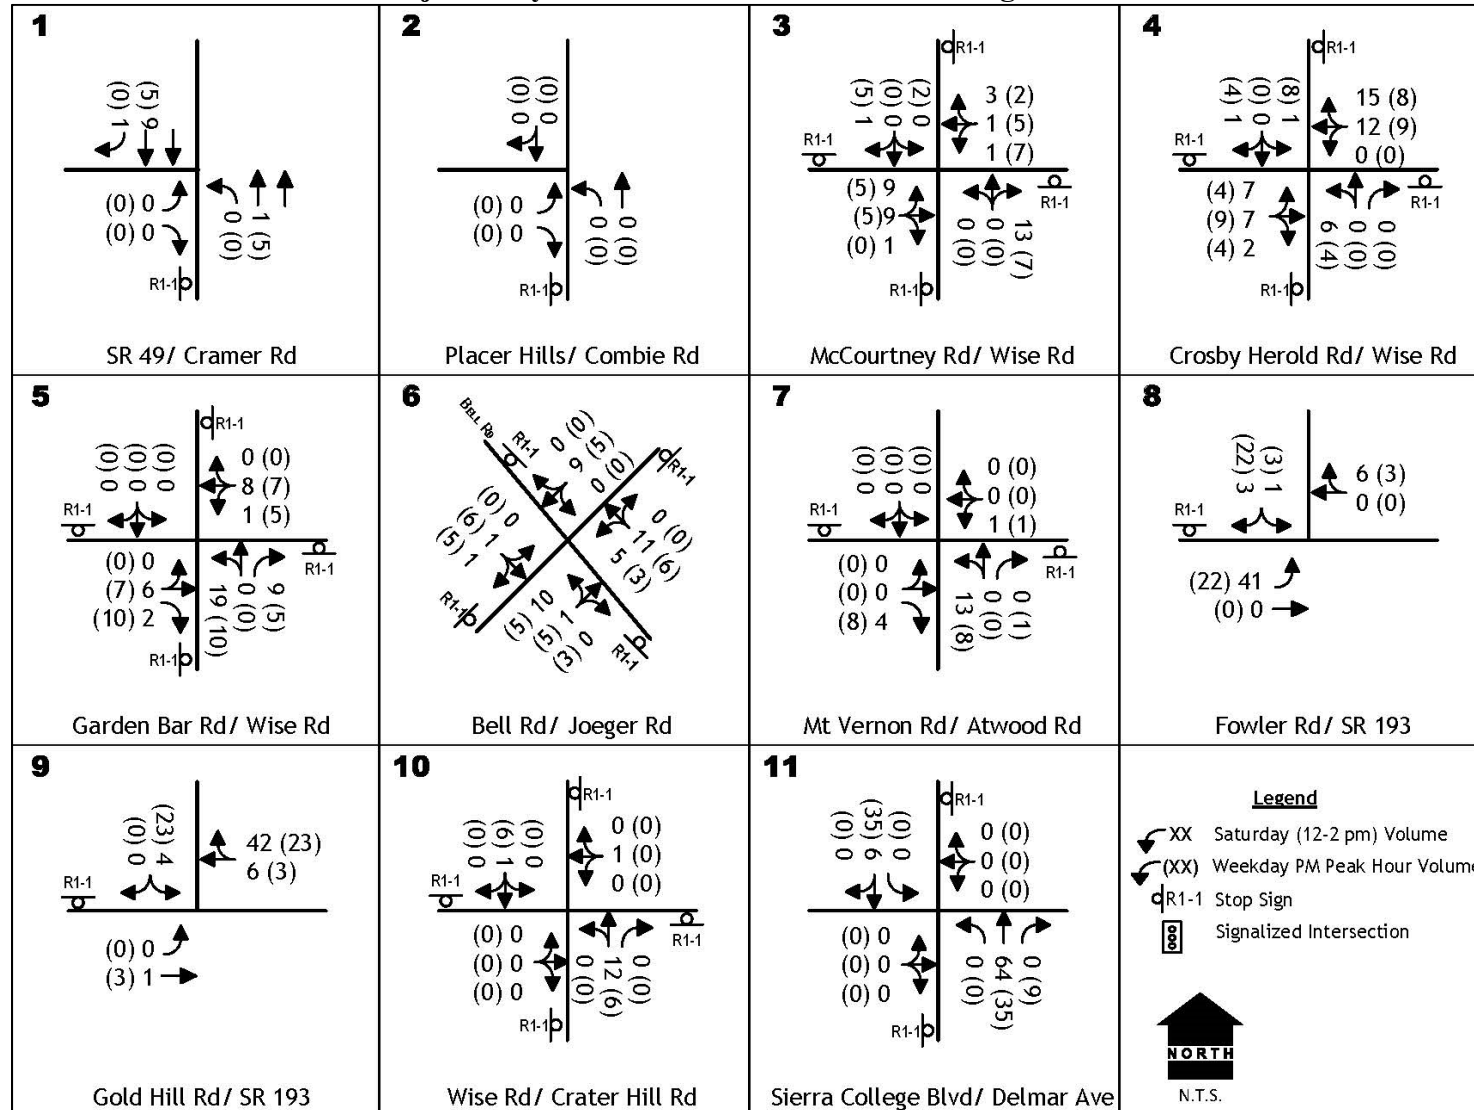 1
(0) 1
(5) 9
(0) 0
(0) 0
0 (0)
1 (5)
R1-1
SR 49/ Cramer Rd
2
(0) 0
(0) 0
(0) 0
(0) 0
0 (0)
0 (0)
R1-1
Placer Hills/ Combie Rd
3
R1-1
(5) 1
(0) 0
(2) 0
3 (2)
1 (5)
1 (7)
R1-1
(5) 9
(5)9
(0) 1
0 (0)
0 (0)
13 (7)
R1-1
R1-1
McCourtney Rd/ Wise Rd
4
R1-1
(4) 1
(0) 0
(8) 1
15 (8)
12 (9)
0 (0)
R1-1
(4) 7
(9) 7
(4) 2
6 (4)
0 (0)
0 (0)
R1-1
R1-1
Crosby Herold Rd/ Wise Rd
5
R1-1
(0) 0
(0) 0
(0) 0
0 (0)
8 (7)
1 (5)
R1-1
(0) 0
(7) 6
(10) 2
19 (10)
0 (0)
9 (5)
R1-1
R1-1
Garden Bar Rd/ Wise Rd
6
BELL RD
R1-1
0 (0)
9 (5)
0 (0)
R1-1
(0) 0
(6) 1
(5) 1
0 (0)
11 (6)
5 (3)
R1-1
(5) 10
(5) 1
(3) 0
R1-1
Bell Rd/ Joeger Rd
7
(0) 0
(0) 0
(0) 0
0 (0)
0 (0)
1 (1)
R1-1
(0) 0
(0) 0
(8) 4
13 (8)
0 (0)
0 (1)
R1-1
Mt Vernon Rd/ Atwood Rd
8
(22) 3
(3) 1
6 (3)
0 (0)
R1-1
(22) 41
(0) 0
Fowler Rd/ SR 193
9
(0) 0
(23) 4
42 (23)
6 (3)
R1-1
(0) 0
(3) 1
Gold Hill Rd/ SR 193
10
R1-1
(0) 0
(6) 1
(0) 0
0 (0)
1 (0)
0 (0)
R1-1
(0) 0
(0) 0
(0) 0
0 (0)
12 (6)
0 (0)
R1-1
R1-1
Wise Rd/ Crater Hill Rd
11
R1-1
(0) 0
(35) 6
(0) 0
0 (0)
0 (0)
0 (0)
(0) 0
(0) 0
(0) 0
0 (0)
64 (35)
0 (9)
R1-1
Sierra College Blvd/ Delmar Ave
Legend
XX Saturday (12-2 pm) Volume
(XX) Weekday PM Peak Hour Volume
R1-1 Stop Sign
Signalized Intersection
NORTH
N.T.S.